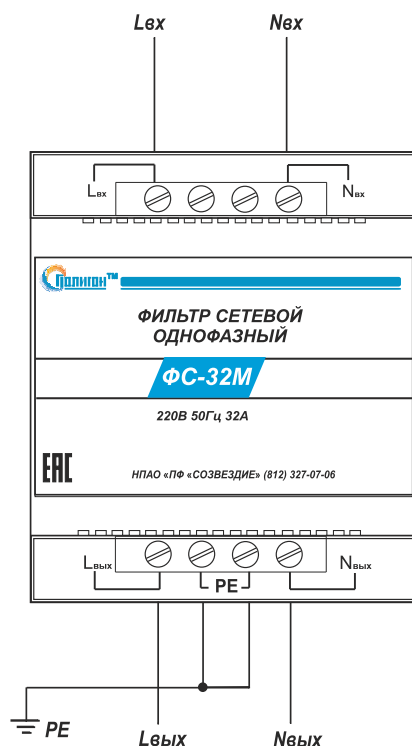 Lвх Nвх
Lвх Nвх
Полигон™
ФИЛЬТР СЕТЕВОЙ
ОДНОФАЗНЫЙ
ФС-32М
220В 50Гц 32А
EAC
НПАО «ПФ «СОЗВЕЗДИЕ» (812) 327-07-06
Lвых PE Nвых
PE
Lвых Nвых